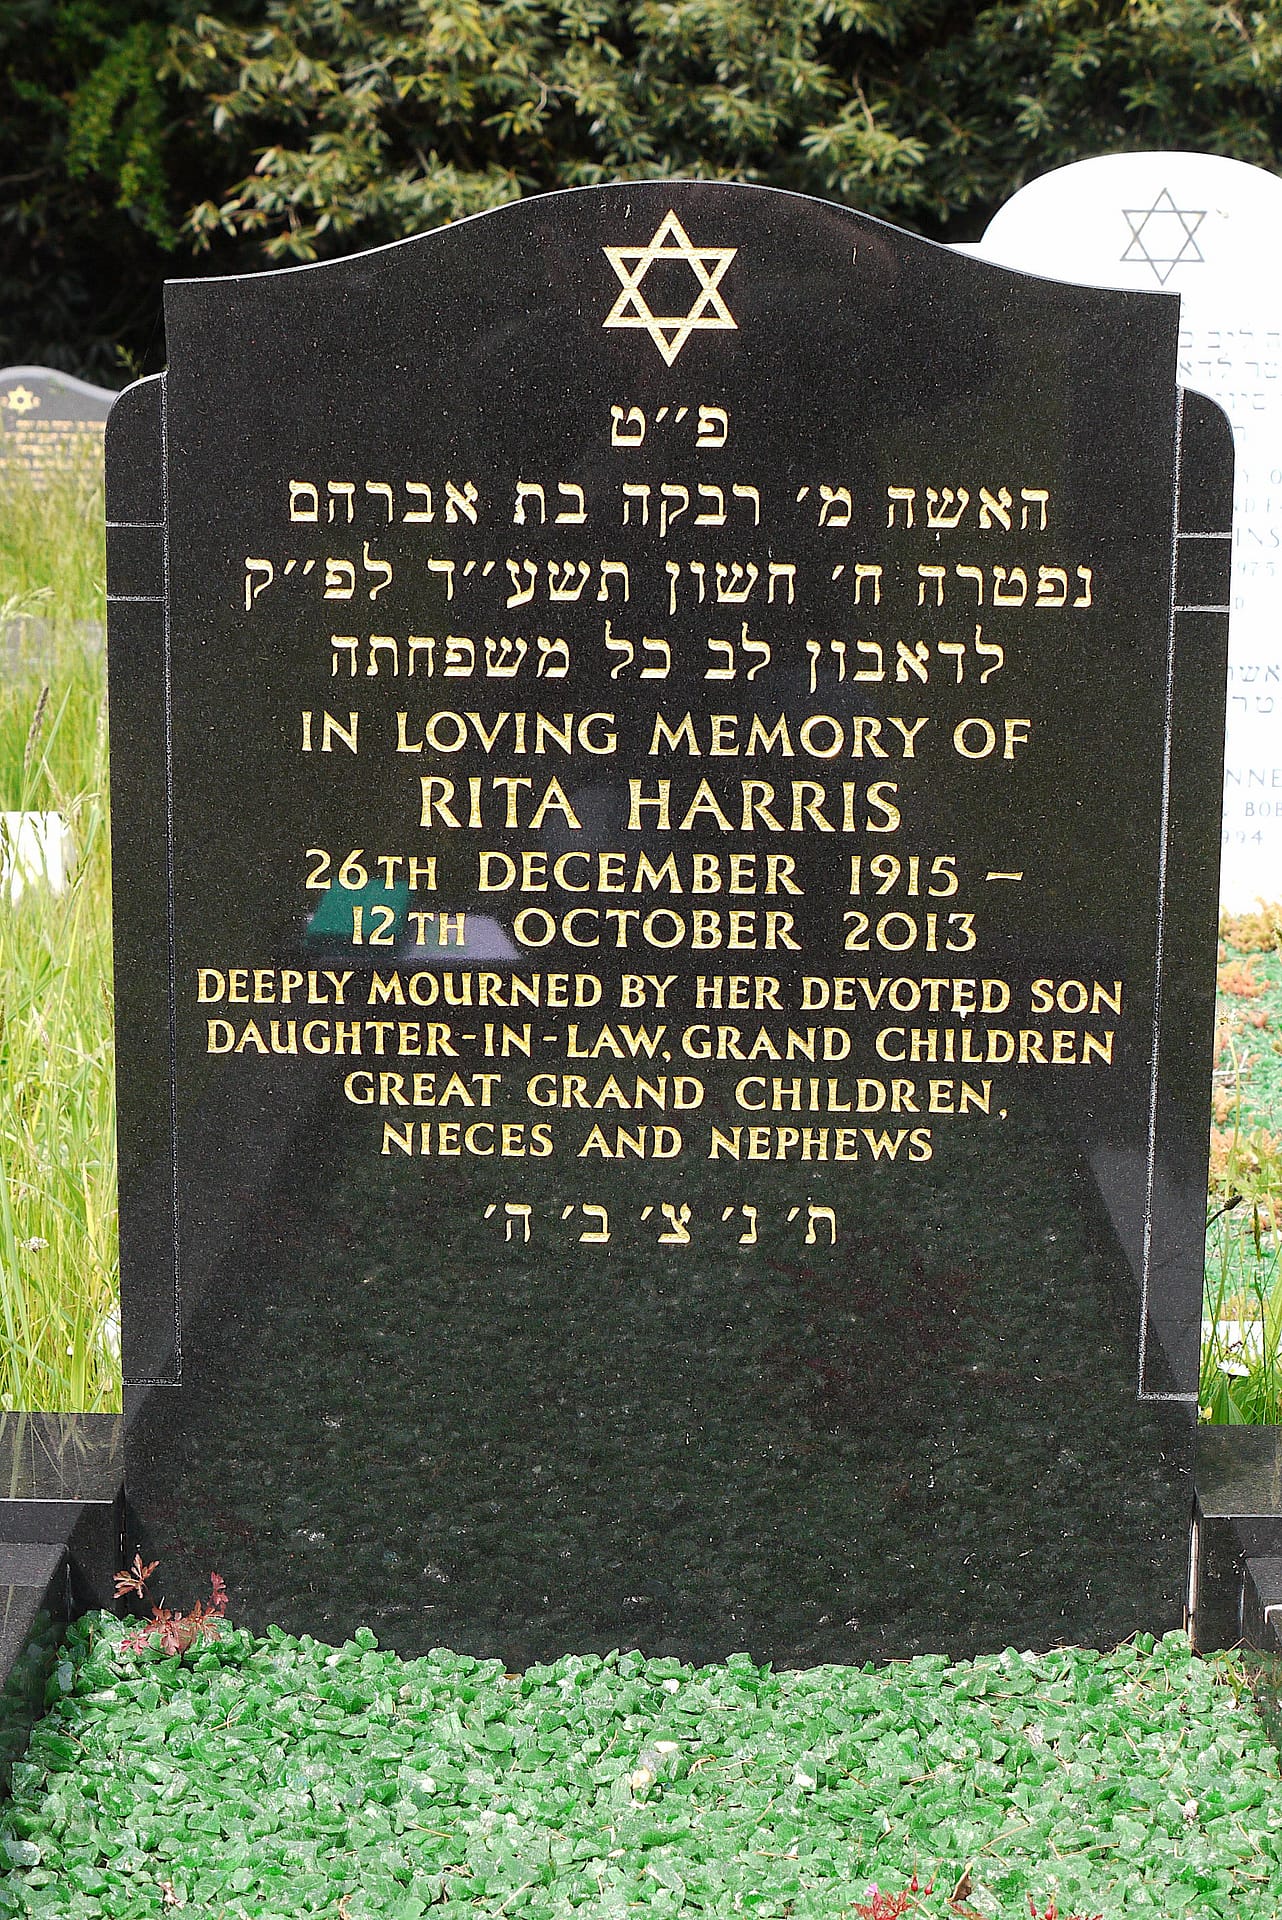 פ״ט
האשה מ׳ רבקה בת אברהם
נפטרה ח׳ חשון תשע״ד לפ״ק
לדאבון לב כל משפחתה
IN LOVING MEMORY OF
RITA HARRIS
26TH DECEMBER 1915 –
12TH OCTOBER 2013
DEEPLY MOURNED BY HER DEVOTED SON
DAUGHTER-IN-LAW, GRAND CHILDREN
GREAT GRAND CHILDREN,
NIECES AND NEPHEWS
ת׳ נ׳ צ׳ ב׳ ה׳